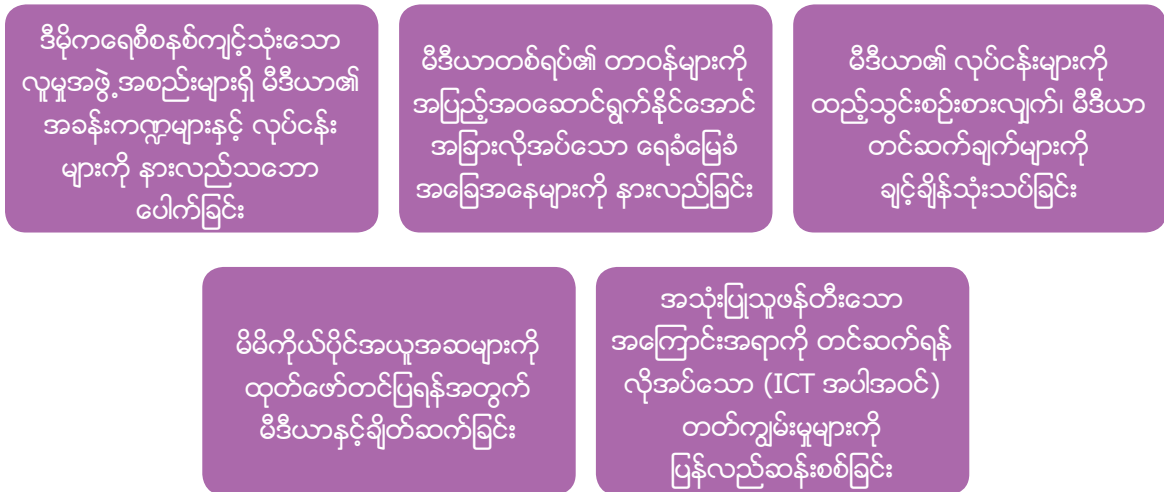 ဒီမိုကရေစီစနစ်ကျင့်သုံးသော
လူမှုအဖွဲ့အစည်းများရှိ မီဒီယာ၏
အခန်းကဏ္ဍများနှင့် လုပ်ငန်း
များကို နားလည်သဘော
ပေါက်ခြင်း
မီဒီယာတစ်ရပ်၏ တာဝန်များကို
အပြည့်အဝဆောင်ရွက်နိုင်အောင်
အခြားလိုအပ်သော ရေခံမြေခံ
အခြေအနေများကို နားလည်ခြင်း
မီဒီယာ၏ လုပ်ငန်းများကို
ထည့်သွင်းစဉ်းစားလျှက်၊ မီဒီယာ
တင်ဆက်ချက်များကို
ချင့်ချိန်သုံးသပ်ခြင်း
မိမိကိုယ်ပိုင်အယူအဆများကို
ထုတ်ဖော်တင်ပြရန်အတွက်
မီဒီယာနှင့်ချိတ်ဆက်ခြင်း
အသုံးပြုသူဖန်တီးသော
အကြောင်းအရာကို တင်ဆက်ရန်
လိုအပ်သော (ICT အပါအဝင်)
တတ်ကျွမ်းမှုများကို
ပြန်လည်ဆန်းစစ်ခြင်း